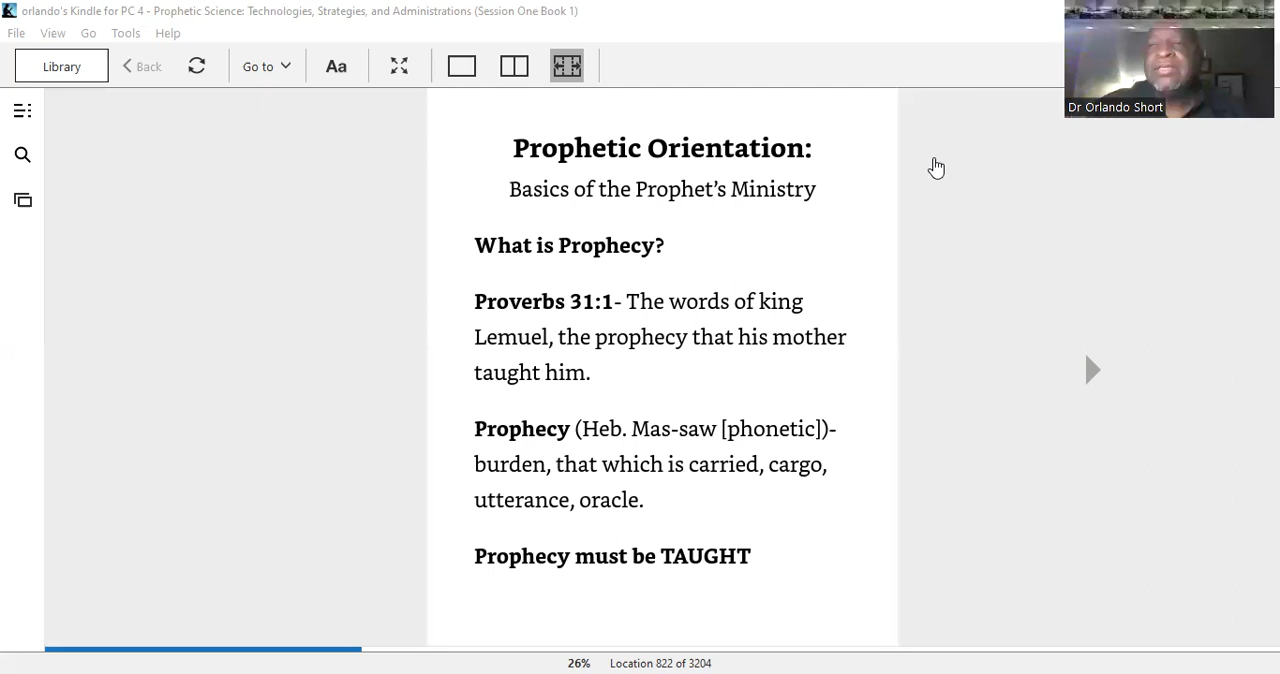 orlando's Kindle for PC 4 - Prophetic Science: Technologies, Strategies, and Administrations (Session One Book 1)
File View Go Tools Help
Library Back Go to Aa
Dr Orlando Short
Prophetic Orientation:
Basics of the Prophet's Ministry
What is Prophecy?
Proverbs 31:1- The words of king
Lemuel, the prophecy that his mother
taught him.
Prophecy (Heb. Mas-saw [phonetic])-
burden, that which is carried, cargo,
utterance, oracle.
Prophecy must be TAUGHT
26% Location 822 of 3204